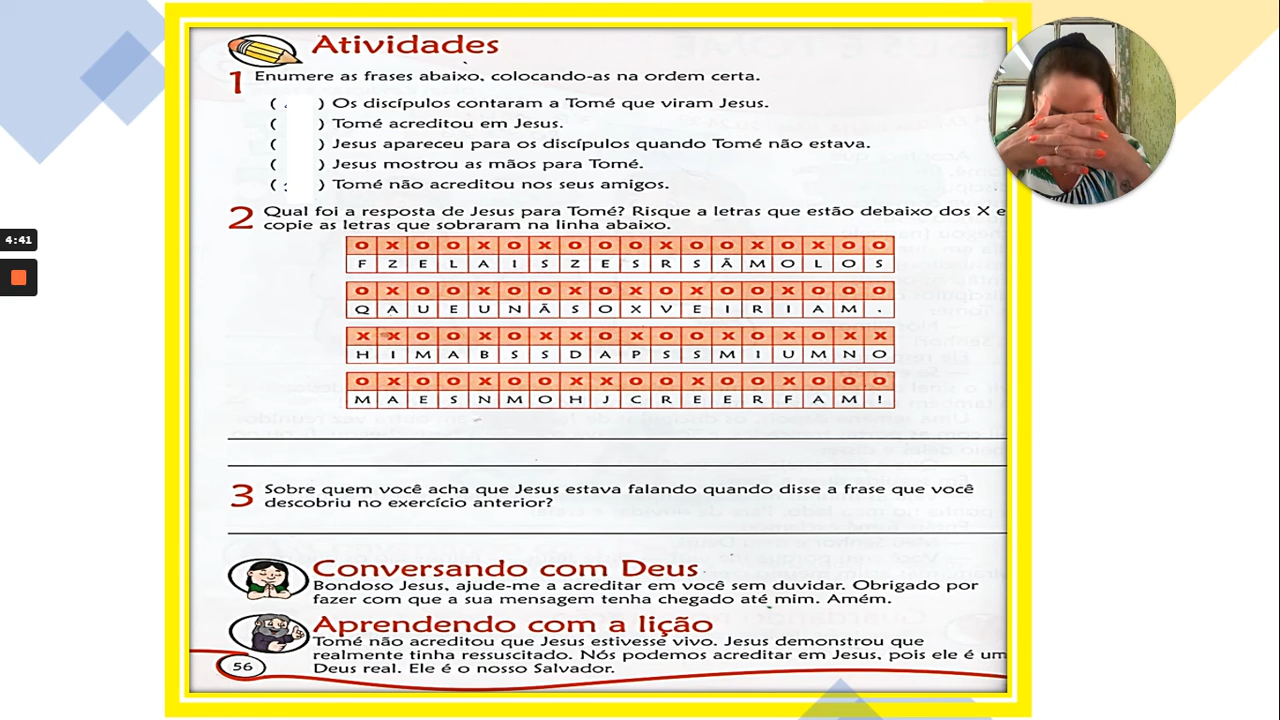 Atividades
1 Enumere as frases abaixo, colocando-as na ordem certa.
( ) Os discípulos contaram a Tomé que viram Jesus.
( ) Tomé acreditou em Jesus.
( ) Jesus apareceu para os discípulos quando Tomé não estava.
( ) Jesus mostrou as mãos para Tomé.
( ) Tomé não acreditou nos seus amigos.
2 Qual foi a resposta de Jesus para Tomé? Risque a letras que estão debaixo dos X e
copie as letras que sobraram na linha abaixo.
O X O O X O X O O O X O O X O X O O
F Z E L A I S Z E S R S Ã M O L O S
O X O O X O O X O X O X O O X O O O
Q A U E U N Ã S O X V E I R I A M .
X X O O X O X X O X O O X O X O X X
H I M A B S S D A P S S M I U M N O
O X O O X O O X X O O X O O X O O O
M A E S N M O H J C R E E R F A M !
3 Sobre quem você acha que Jesus estava falando quando disse a frase que você
descobriu no exercício anterior?
Conversando com Deus
Bondoso Jesus, ajude-me a acreditar em você sem duvidar. Obrigado por
fazer com que a sua mensagem tenha chegado até mim. Amém.
Aprendendo com a lição
Tomé não acreditou que Jesus estivesse vivo. Jesus demonstrou que
realmente tinha ressuscitado. Nós podemos acreditar em Jesus, pois ele é um
Deus real. Ele é o nosso Salvador.
56
4:41